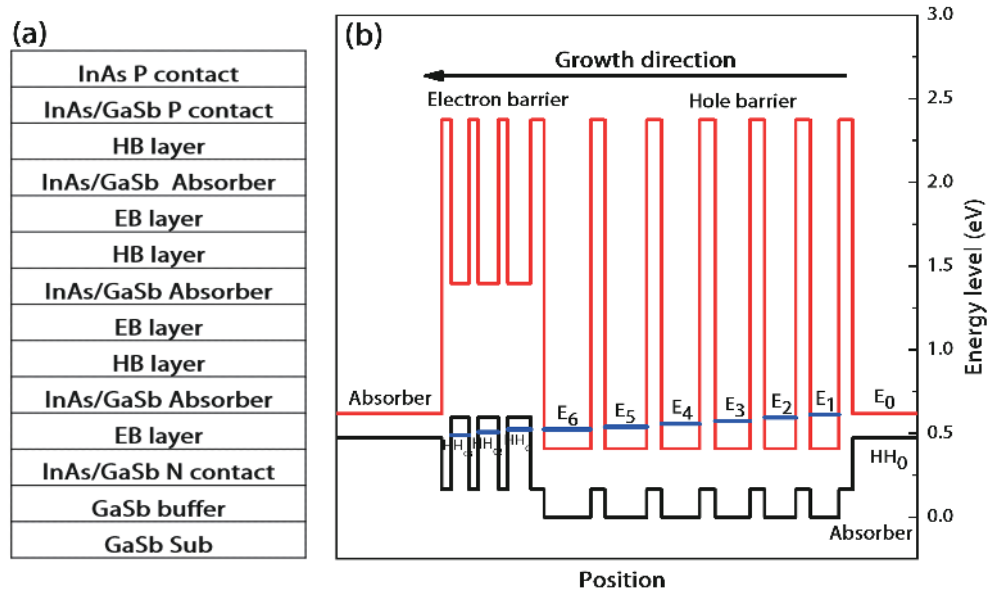 (a)
InAs P contact
InAs/GaSb P contact
HB layer
InAs/GaSb Absorber
EB layer
HB layer
InAs/GaSb Absorber
EB layer
HB layer
InAs/GaSb Absorber
EB layer
InAs/GaSb N contact
GaSb buffer
GaSb Sub
(b)
Growth direction
Electron barrier
Hole barrier
Absorber
E6
E5
E4
E3
E2
E1
E0
HH
HH
HH
HH0
Absorber
Position
3.0
2.5
2.0
1.5
1.0
0.5
0.0
Energy level (eV)